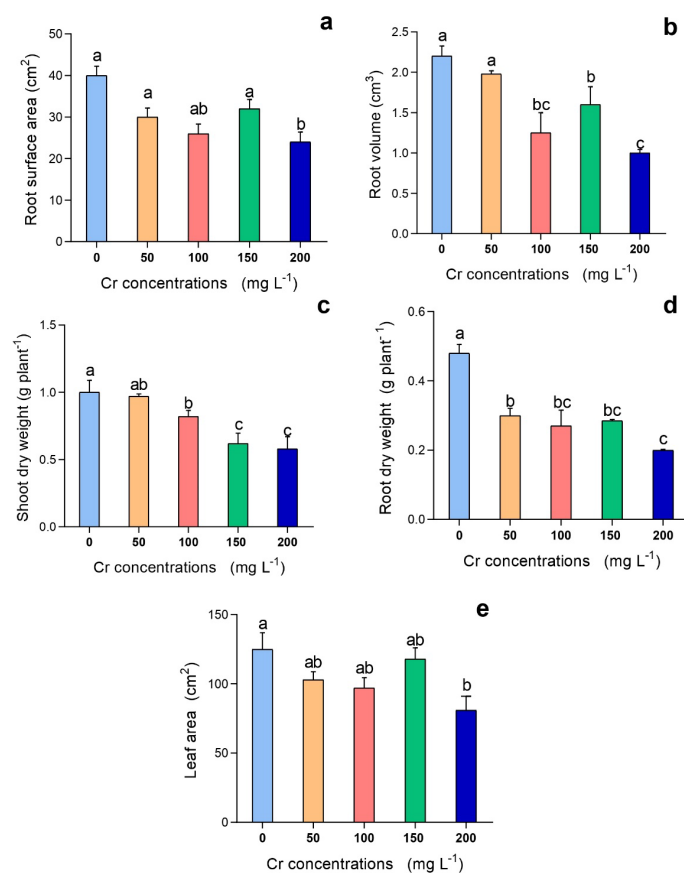 a
Root surface area (cm²)
50
40
30
20
10
0
a
a
ab
a
b
0 50 100 150 200
Cr concentrations (mg L⁻¹)
b
Root volume (cm³)
2.5
2.0
1.5
1.0
0.5
0.0
a
a
bc
b
c
0 50 100 150 200
Cr concentrations (mg L⁻¹)
c
Shoot dry weight (g plant⁻¹)
1.5
1.0
0.5
0.0
a
ab
b
c
c
0 50 100 150 200
Cr concentrations (mg L⁻¹)
d
Root dry weight (g plant⁻¹)
0.6
0.4
0.2
0.0
a
b
bc
bc
c
0 50 100 150 200
Cr concentrations (mg L⁻¹)
e
Leaf area (cm²)
150
100
50
0
a
ab
ab
ab
b
0 50 100 150 200
Cr concentrations (mg L⁻¹)